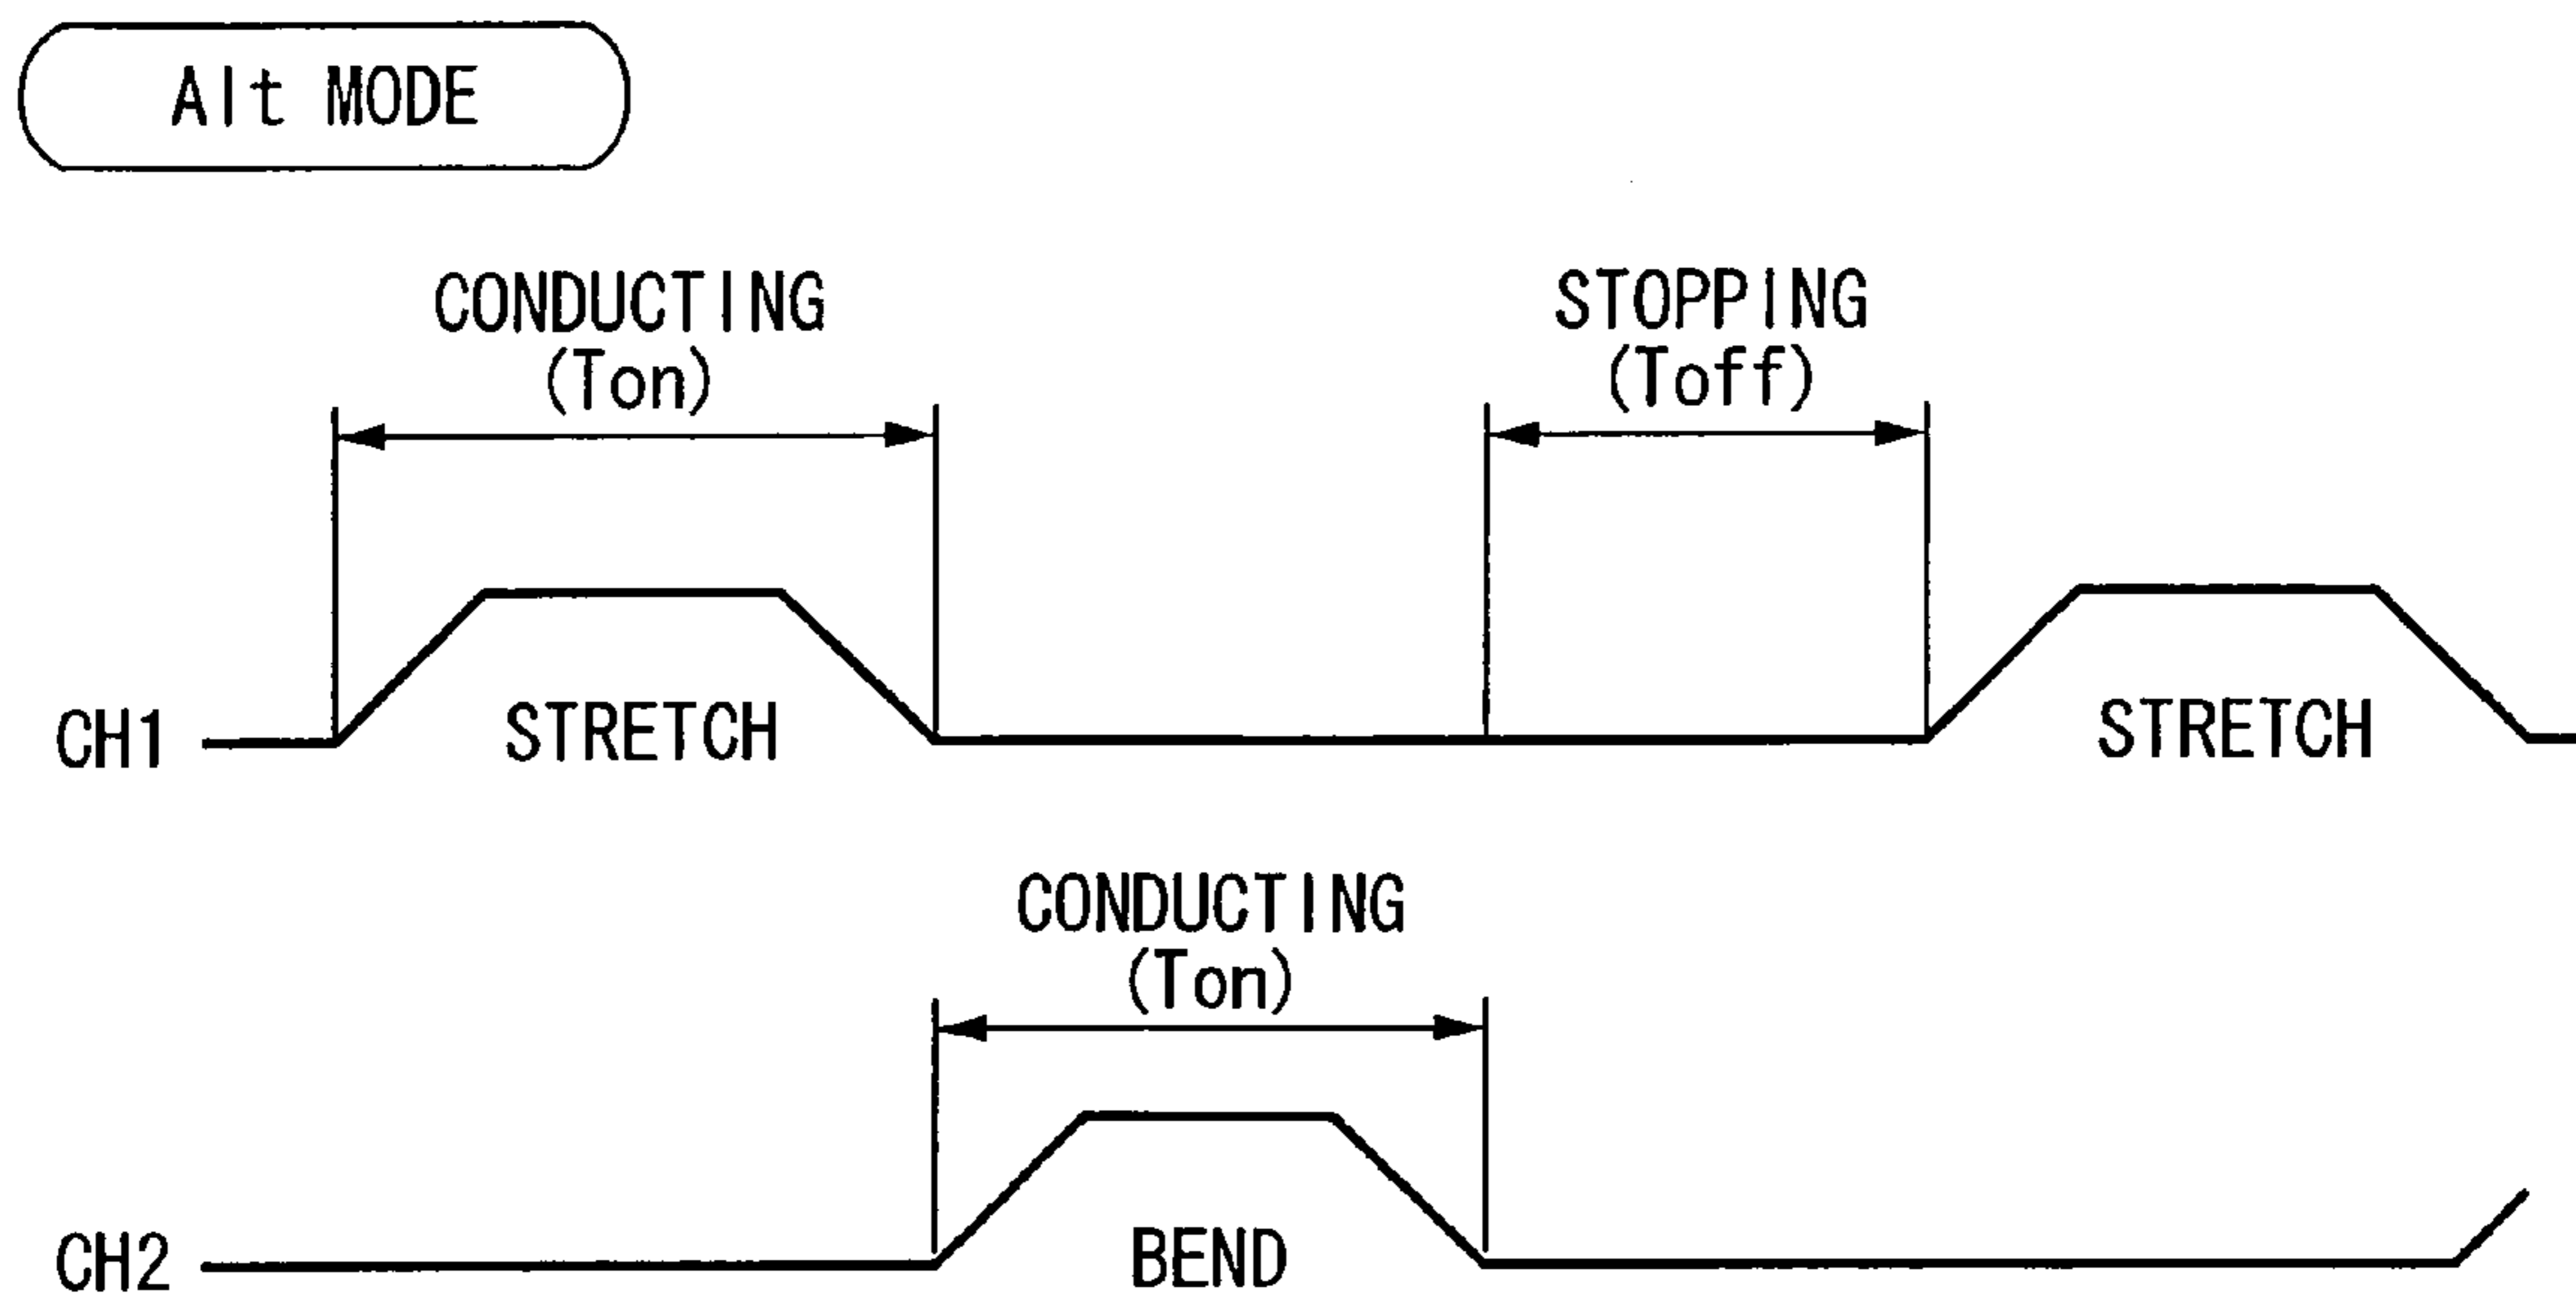 Alt MODE
CONDUCTING
(Ton)
STOPPING
(Toff)
CH1
STRETCH
STRETCH
CONDUCTING
(Ton)
CH2
BEND